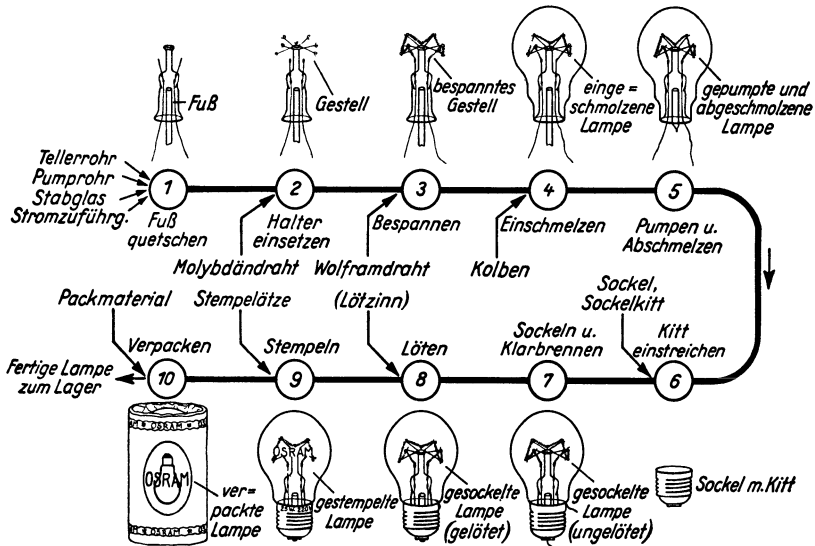 Fuß
Gestell
bespanntes
Gestell
einge=
schmolzene
Lampe
gepumpte und
abgeschmolzene
Lampe
Tellerrohr
Pumprohr
Stabglas
Stromzuführg.
1
2
3
4
5
Fuß
quetschen
Halter
einsetzen
Bespannen
Einschmelzen
Pumpen u.
Abschmelzen
Molybdändraht
Wolframdraht
Kolben
Packmaterial
Stempelätze
(Lötzinn)
Sockel,
Sockelkitt
Verpacken
Stempeln
Löten
Sockeln u.
Klarbrennen
Kitt
einstreichen
Fertige Lampe
zum Lager
10
9
8
7
6
OSRAM
OSRAM
ver=
packte
Lampe
OSRAM
gestempelte
Lampe
gesockelte
Lampe
(gelötet)
gesockelte
Lampe
(ungelötet)
Sockel m. Kitt